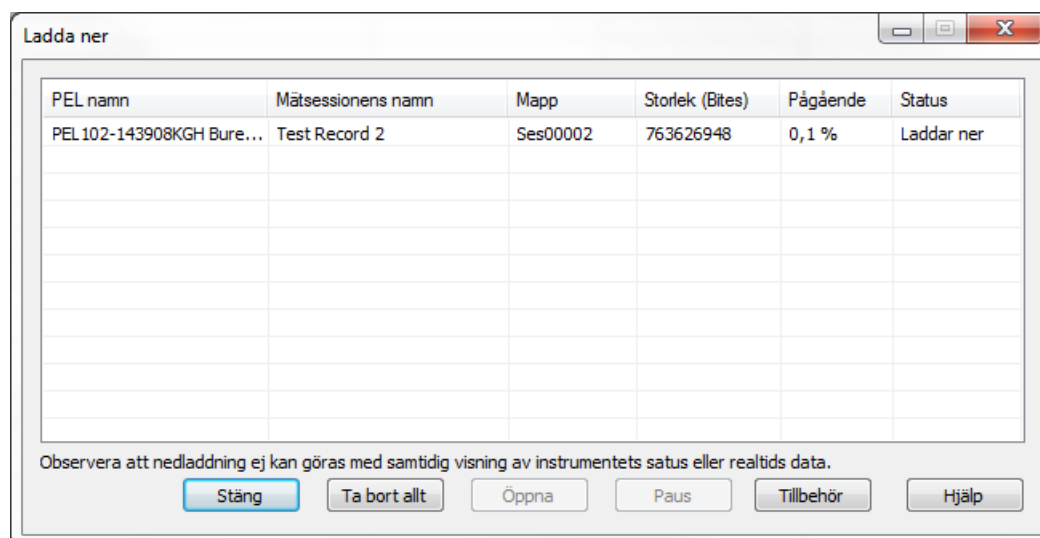 Ladda ner
PEL namn Mätsessionens namn Mapp Storlek (Bites) Pågående Status
PEL102-143908KGH Bure... Test Record 2 Ses00002 763626948 0,1 % Laddar ner
Observera att nedladdning ej kan göras med samtidig visning av instrumentets satus eller realtids data.
Stäng Ta bort allt Öppna Paus Tillbehör Hjälp